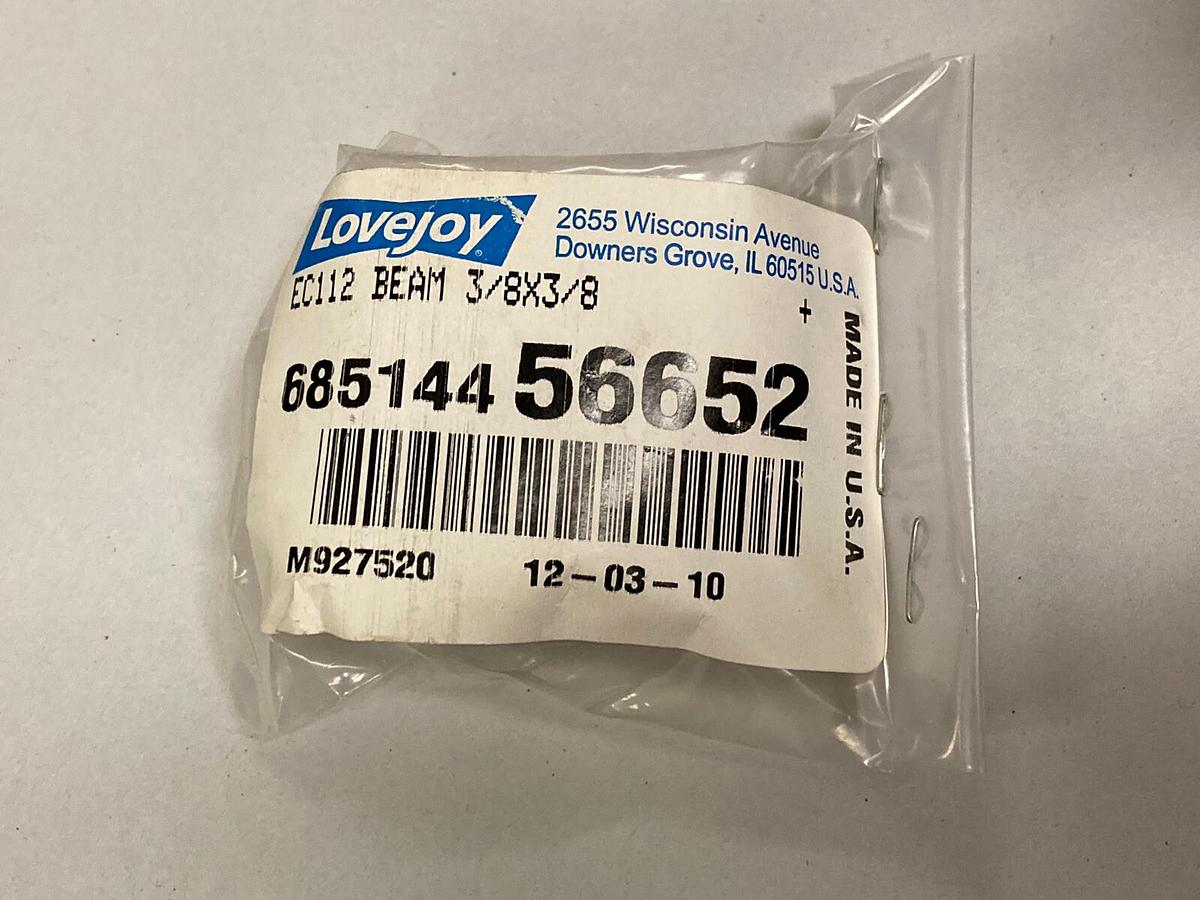 Lovejoy®
2655 Wisconsin Avenue
Downers Grove, IL 60515 U.S.A.
EC112 BEAM 3/8X3/8
+
685144 56652
MADE IN U.S.A.
M927520 12-03-10